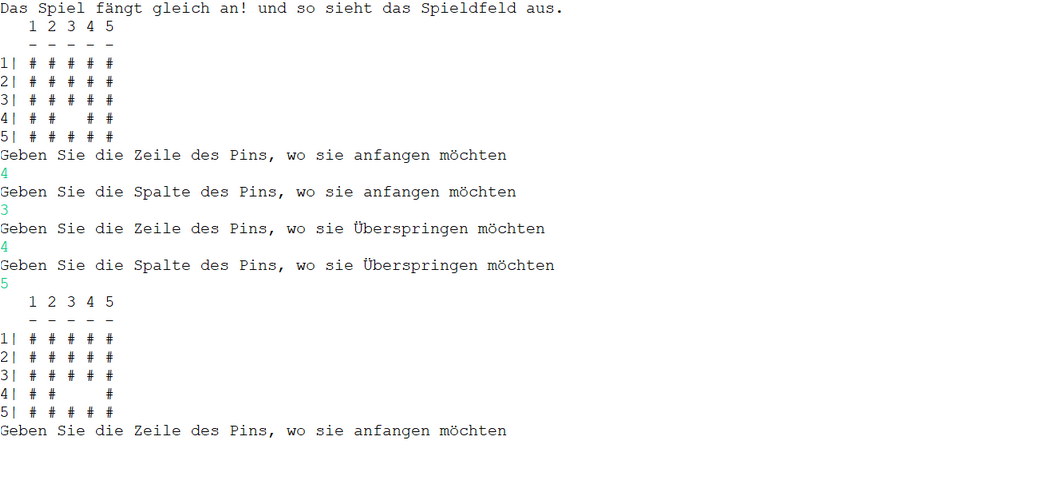 Das Spiel fängt gleich an! und so sieht das Spieldfeld aus.
   1 2 3 4 5
   - - - - -
1| # # # # #
2| # # # # #
3| # # # # #
4| # #   # #
5| # # # # #
Geben Sie die Zeile des Pins, wo sie anfangen möchten
4
Geben Sie die Spalte des Pins, wo sie anfangen möchten
3
Geben Sie die Zeile des Pins, wo sie Überspringen möchten
4
Geben Sie die Spalte des Pins, wo sie Überspringen möchten
5
   1 2 3 4 5
   - - - - -
1| # # # # #
2| # # # # #
3| # # # # #
4| # #     #
5| # # # # #
Geben Sie die Zeile des Pins, wo sie anfangen möchten